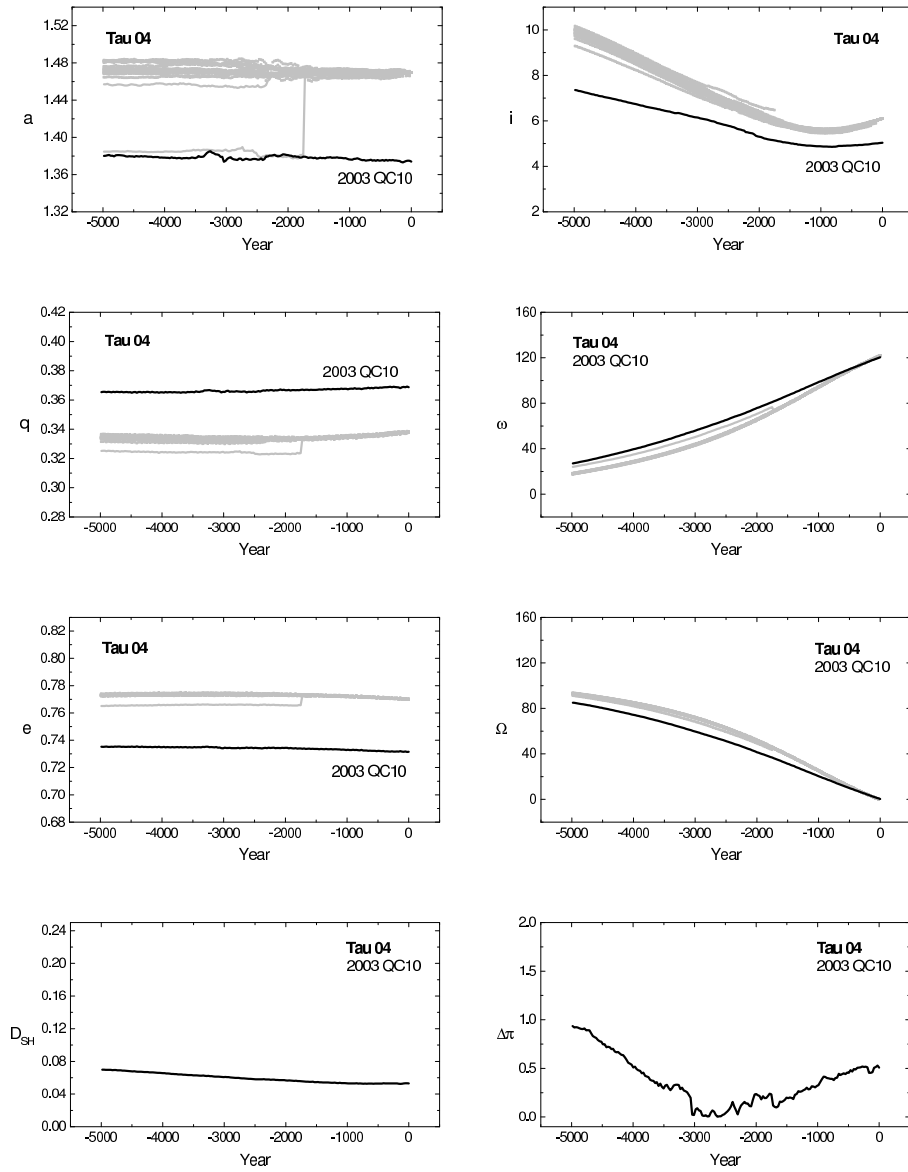 1.52
1.48
1.44
1.40
1.36
1.32
a
Tau 04
2003 QC10
-5000 -4000 -3000 -2000 -1000 0
Year
10
8
6
4
2
i
Tau 04
2003 QC10
-5000 -4000 -3000 -2000 -1000 0
Year
0.42
0.40
0.38
0.36
0.34
0.33
0.30
0.28
q
Tau 04
2003 QC10
-5000 -4000 -3000 -2000 -1000 0
Year
160
120
80
40
0
ω
Tau 04
2003 QC10
-5000 -4000 -3000 -2000 -1000 0
Year
0.82
0.80
0.78
0.76
0.74
0.72
0.70
0.68
e
Tau 04
2003 QC10
-5000 -4000 -3000 -2000 -1000 0
Year
160
120
80
40
0
Ω
Tau 04
2003 QC10
-5000 -4000 -3000 -2000 -1000 0
Year
0.24
0.20
0.16
0.12
0.08
0.04
0.00
D_SH
Tau 04
2003 QC10
-5000 -4000 -3000 -2000 -1000 0
Year
2.0
1.5
1.0
0.5
0.0
Δπ
Tau 04
2003 QC10
-5000 -4000 -3000 -2000 -1000 0
Year